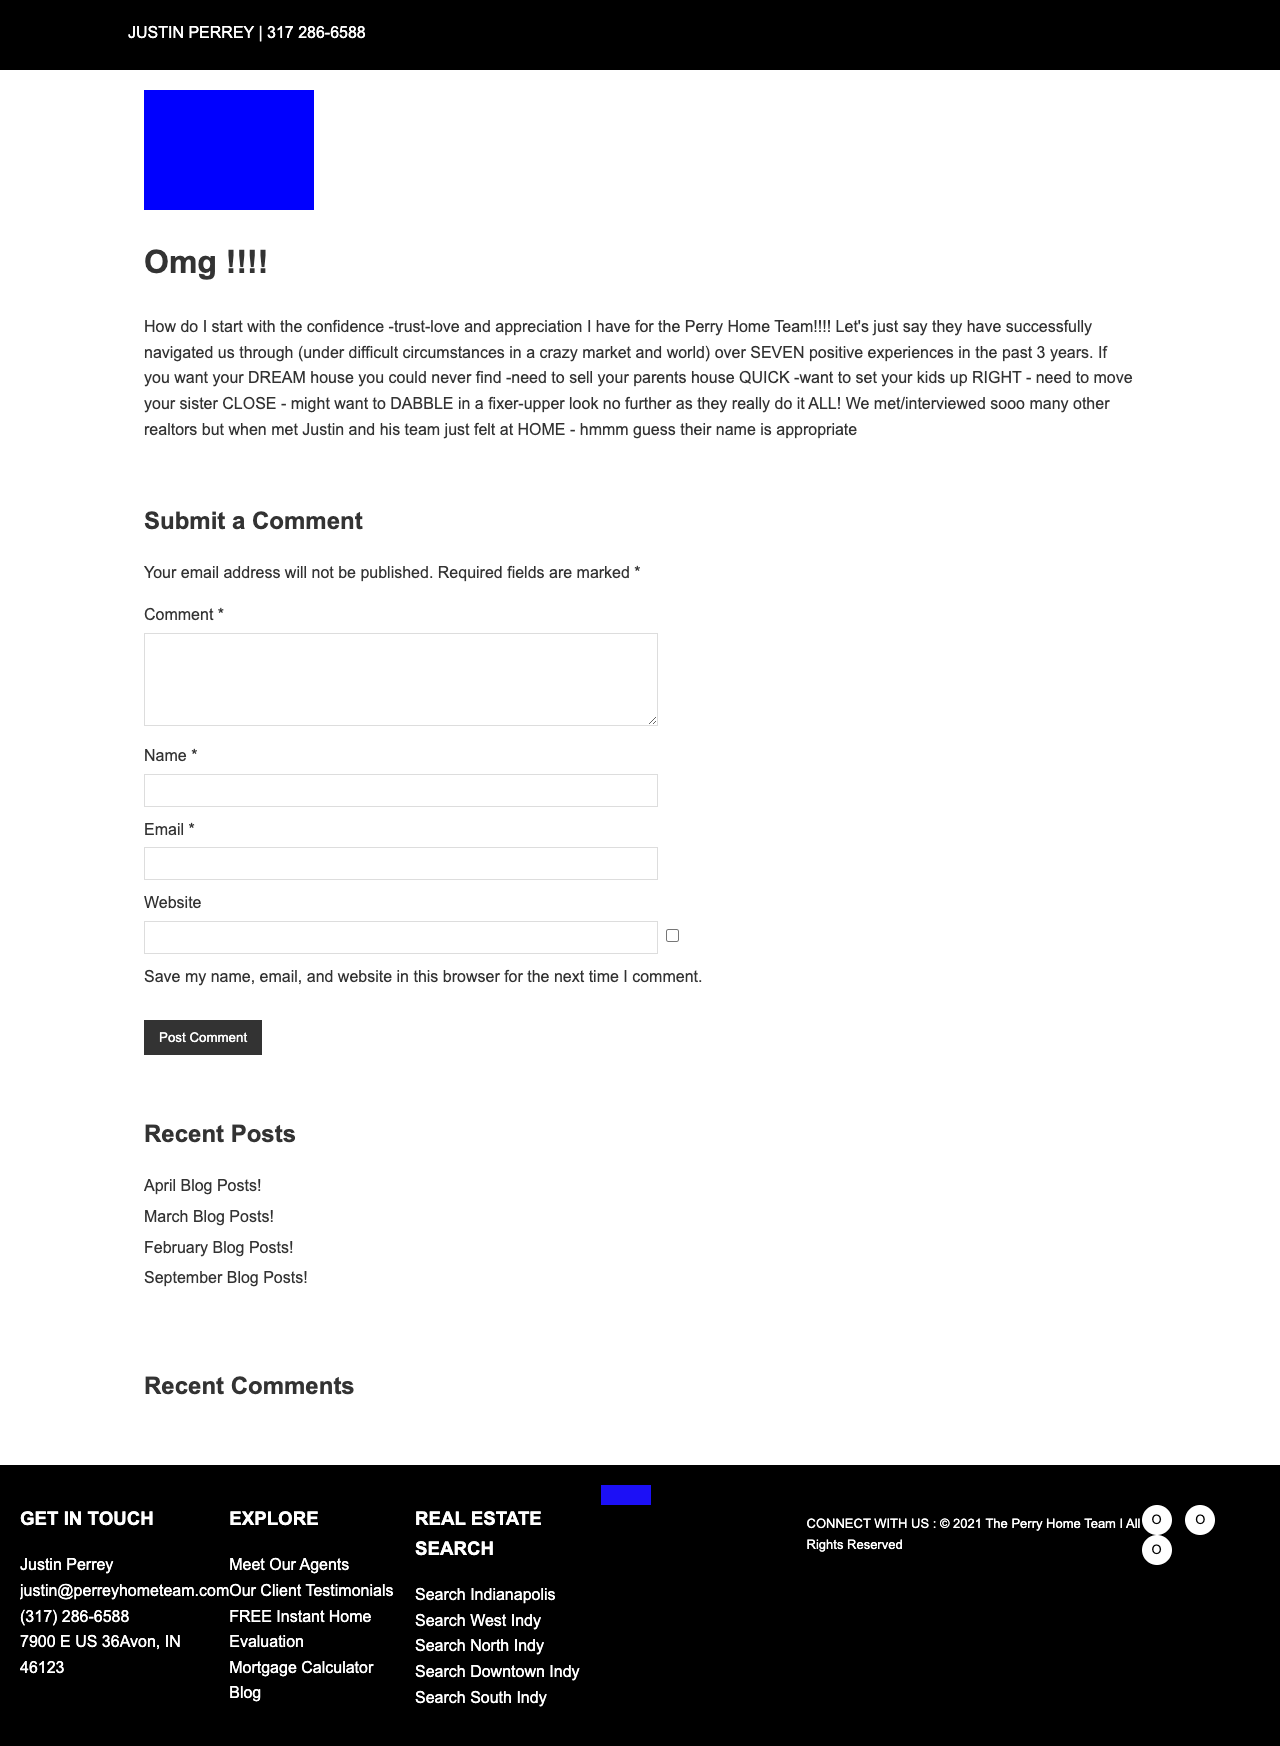 JUSTIN PERREY | 317 286-6588
Omg !!!!
How do I start with the confidence -trust-love and appreciation I have for the Perry Home Team!!!! Let's just say they have successfully
navigated us through (under difficult circumstances in a crazy market and world) over SEVEN positive experiences in the past 3 years. If
you want your DREAM house you could never find -need to sell your parents house QUICK -want to set your kids up RIGHT - need to move
your sister CLOSE - might want to DABBLE in a fixer-upper look no further as they really do it ALL! We met/interviewed sooo many other
realtors but when met Justin and his team just felt at HOME - hmmm guess their name is appropriate
Submit a Comment
Your email address will not be published. Required fields are marked *
Comment *
Name *
Email *
Website
Save my name, email, and website in this browser for the next time I comment.
Post Comment
Recent Posts
April Blog Posts!
March Blog Posts!
February Blog Posts!
September Blog Posts!
Recent Comments
GET IN TOUCH
Justin Perrey
justin@perreyhometeam.com
(317) 286-6588
7900 E US 36Avon, IN
46123
EXPLORE
Meet Our Agents
Our Client Testimonials
FREE Instant Home
Evaluation
Mortgage Calculator
Blog
REAL ESTATE
SEARCH
Search Indianapolis
Search West Indy
Search North Indy
Search Downtown Indy
Search South Indy
CONNECT WITH US : © 2021 The Perry Home Team I All
Rights Reserved
O O
O